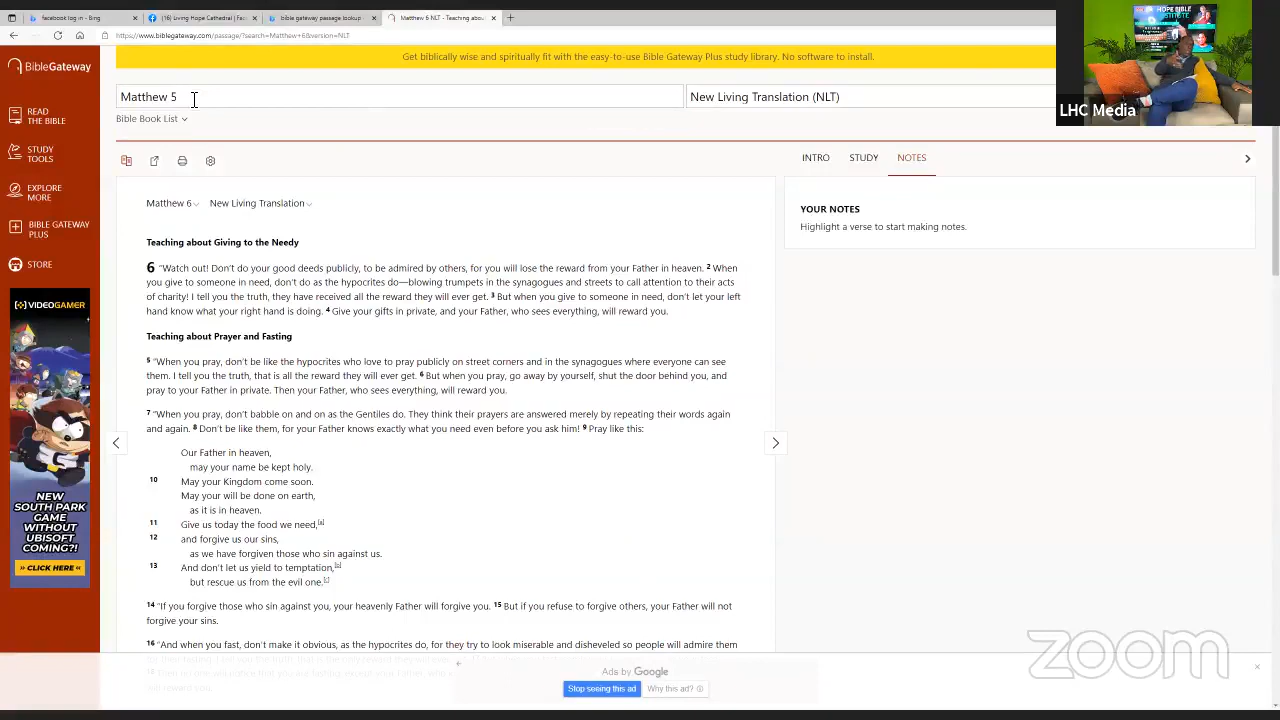 facebook log in - Bing
(16) Living Hope Cathedral | Fac
bible gateway passage lookup
Matthew 6 NLT - Teaching abou
https://www.biblegateway.com/passage/?search=Matthew+6&version=NLT
Get biblically wise and spiritually fit with the easy-to-use Bible Gateway Plus study library. No software to install.
HOPE BIBLE
INSTITUTE
LHC Media
BibleGateway
Matthew 5
New Living Translation (NLT)
Bible Book List
READ
THE BIBLE
STUDY
TOOLS
EXPLORE
MORE
BIBLE GATEWAY
PLUS
STORE
INTRO STUDY NOTES
YOUR NOTES
Highlight a verse to start making notes.
Matthew 6 New Living Translation
Teaching about Giving to the Needy
6 “Watch out! Don’t do your good deeds publicly, to be admired by others, for you will lose the reward from your Father in heaven. 2 When
you give to someone in need, don’t do as the hypocrites do—blowing trumpets in the synagogues and streets to call attention to their acts
of charity! I tell you the truth, they have received all the reward they will ever get. 3 But when you give to someone in need, don’t let your left
hand know what your right hand is doing. 4 Give your gifts in private, and your Father, who sees everything, will reward you.
Teaching about Prayer and Fasting
5 “When you pray, don’t be like the hypocrites who love to pray publicly on street corners and in the synagogues where everyone can see
them. I tell you the truth, that is all the reward they will ever get. 6 But when you pray, go away by yourself, shut the door behind you, and
pray to your Father in private. Then your Father, who sees everything, will reward you.
7 “When you pray, don’t babble on and on as the Gentiles do. They think their prayers are answered merely by repeating their words again
and again. 8 Don’t be like them, for your Father knows exactly what you need even before you ask him! 9 Pray like this:
Our Father in heaven,
may your name be kept holy.
10 May your Kingdom come soon.
May your will be done on earth,
as it is in heaven.
11 Give us today the food we need,[a]
12 and forgive us our sins,
as we have forgiven those who sin against us.
13 And don’t let us yield to temptation,[b]
but rescue us from the evil one.[c]
14 “If you forgive those who sin against you, your heavenly Father will forgive you. 15 But if you refuse to forgive others, your Father will not
forgive your sins.
16 “And when you fast, don’t make it obvious, as the hypocrites do, for they try to look miserable and disheveled so people will admire them
VIDEOGAMER
NEW
SOUTH PARK
GAME
WITHOUT
UBISOFT
COMING?!
» CLICK HERE «
Ads by Google
Stop seeing this ad Why this ad?
zoom